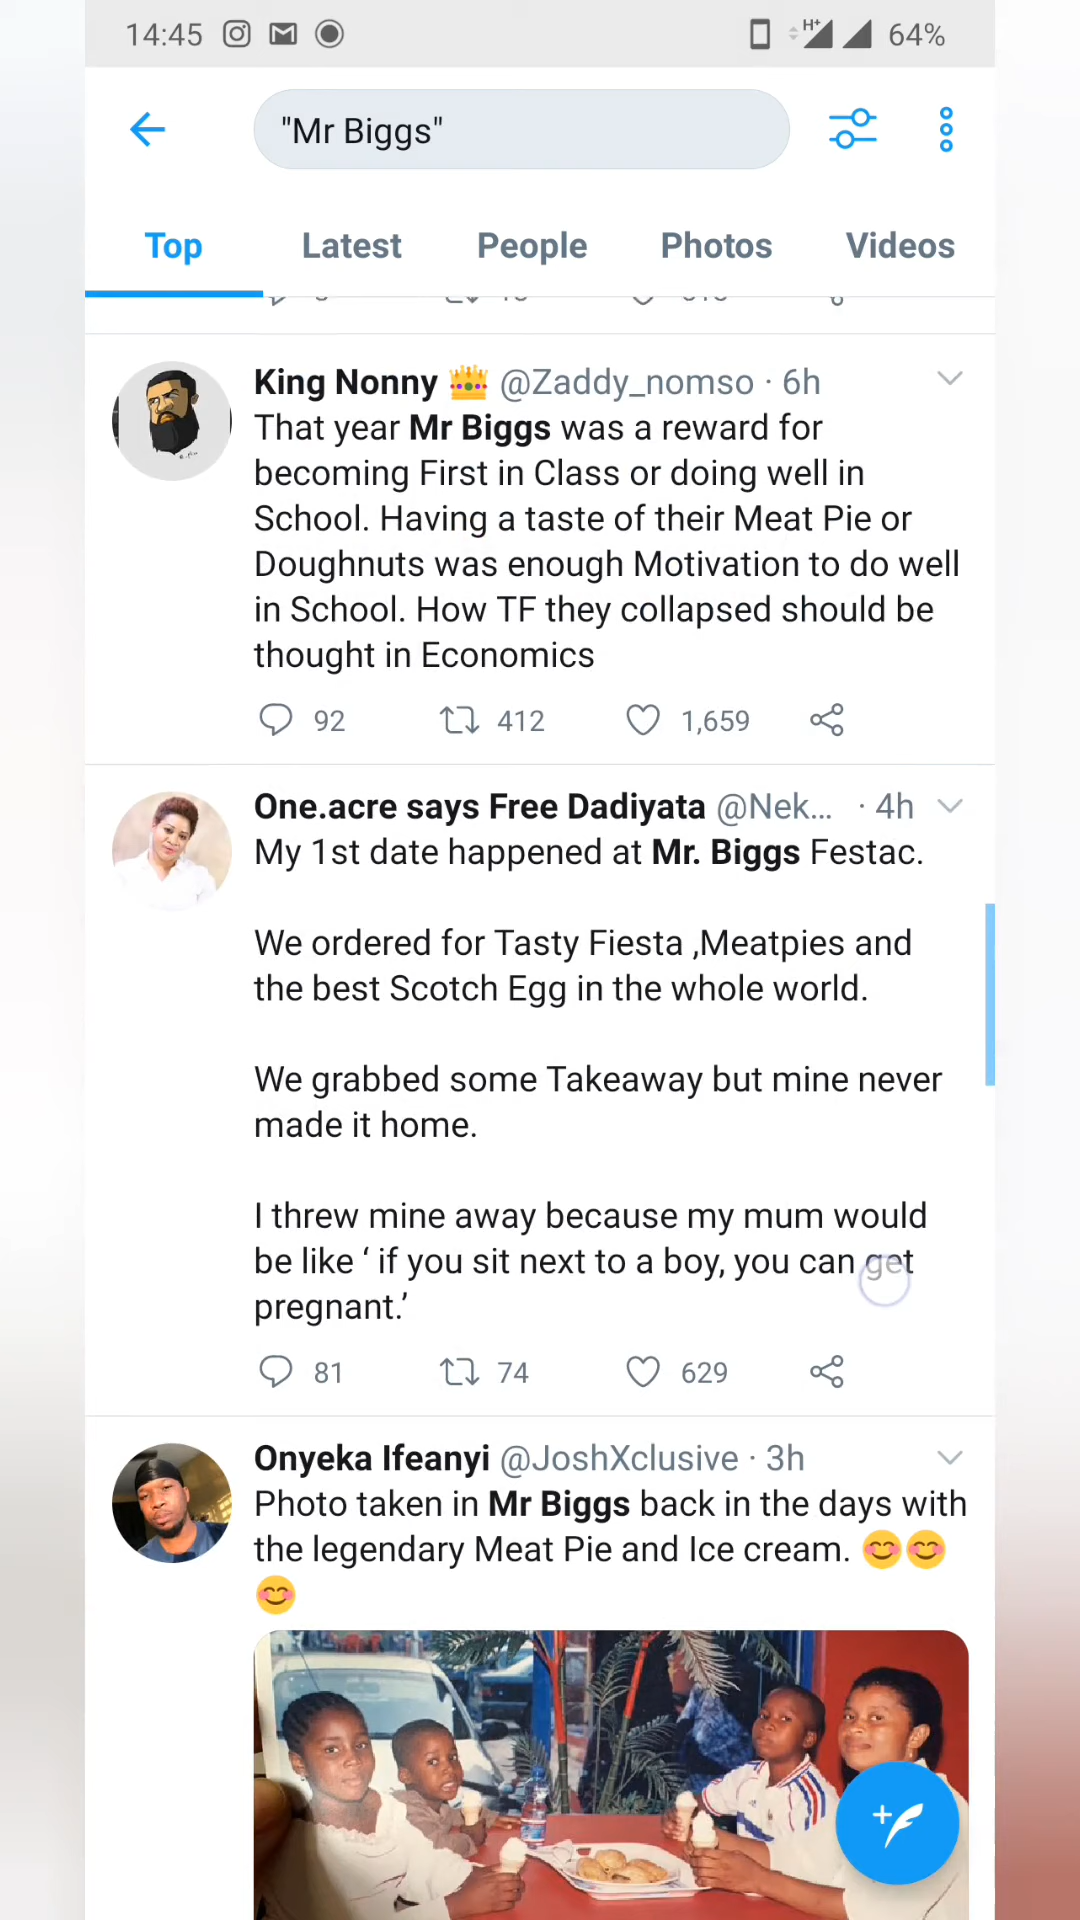 14:45 H+ 64%
"Mr Biggs"
Top Latest People Photos Videos
King Nonny 👑 @Zaddy_nomso · 6h
That year Mr Biggs was a reward for
becoming First in Class or doing well in
School. Having a taste of their Meat Pie or
Doughnuts was enough Motivation to do well
in School. How TF they collapsed should be
thought in Economics
92 412 1,659
One.acre says Free Dadiyata @Nek... · 4h
My 1st date happened at Mr. Biggs Festac.
We ordered for Tasty Fiesta ,Meatpies and
the best Scotch Egg in the whole world.
We grabbed some Takeaway but mine never
made it home.
I threw mine away because my mum would
be like ‘ if you sit next to a boy, you can get
pregnant.’
81 74 629
Onyeka Ifeanyi @JoshXclusive · 3h
Photo taken in Mr Biggs back in the days with
the legendary Meat Pie and Ice cream. 😊😊
😊